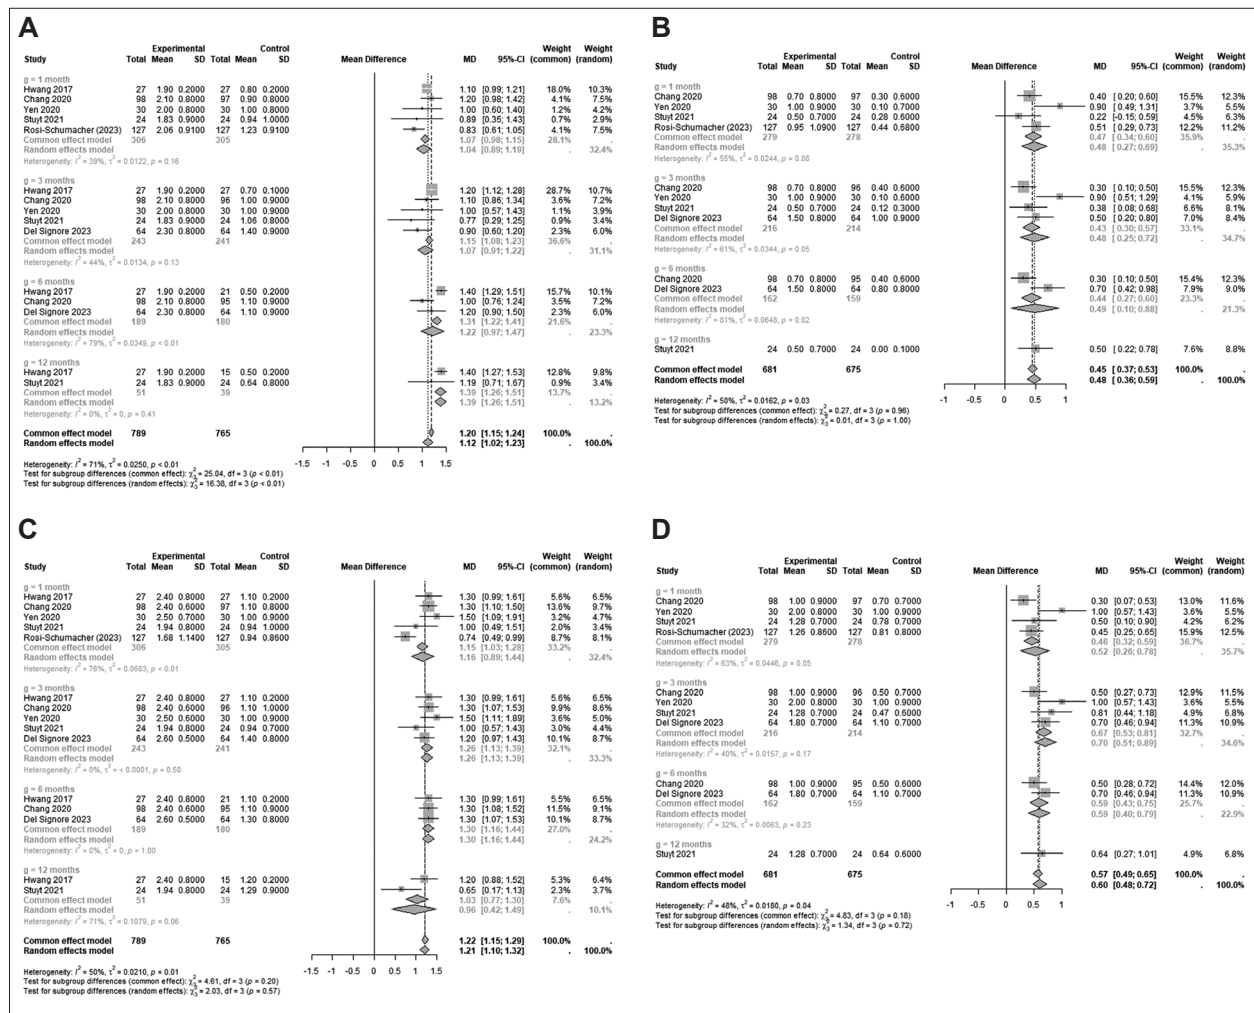 A
Experimental Control Weight Weight
Study Total Mean SD Total Mean SD Mean Difference MD 95%-CI (common) (random)
g = 1 month
Hwang 2017 27 1.90 0.2000 27 0.80 0.2000 1.10 [0.99; 1.21] 18.0% 10.3%
Chang 2020 98 2.10 0.8000 97 0.90 0.8000 1.20 [0.98; 1.42] 4.1% 7.5%
Yen 2020 30 2.00 0.8000 30 1.00 0.8000 1.00 [0.60; 1.40] 1.2% 4.2%
Stuyt 2021 24 1.83 0.9000 24 0.94 1.0000 0.89 [0.35; 1.43] 0.7% 2.9%
Rosi-Schumacher (2023) 127 2.06 0.9100 127 1.23 0.9100 0.83 [0.61; 1.05] 4.1% 7.5%
Common effect model 306 305 1.07 [0.98; 1.15] 28.1% .
Random effects model 1.04 [0.89; 1.19] . 32.4%
Heterogeneity: I² = 39%, τ² = 0.0122, p = 0.16
g = 3 months
Hwang 2017 27 1.90 0.2000 27 0.70 0.1000 1.20 [1.12; 1.28] 28.7% 10.7%
Chang 2020 98 2.10 0.8000 96 1.00 0.9000 1.10 [0.86; 1.34] 3.6% 7.2%
Yen 2020 30 2.00 0.8000 30 1.00 0.9000 1.00 [0.57; 1.43] 1.1% 3.9%
Stuyt 2021 24 1.83 0.9000 24 1.06 0.8000 0.77 [0.29; 1.25] 0.9% 3.4%
Del Signore 2023 64 2.30 0.8000 64 1.40 0.9000 0.90 [0.60; 1.20] 2.3% 6.0%
Common effect model 243 241 1.15 [1.08; 1.23] 36.6% .
Random effects model 1.07 [0.91; 1.22] . 31.1%
Heterogeneity: I² = 44%, τ² = 0.0134, p = 0.13
g = 6 months
Hwang 2017 27 1.90 0.2000 21 0.50 0.2000 1.40 [1.29; 1.51] 15.7% 10.1%
Chang 2020 98 2.10 0.8000 95 1.10 0.9000 1.00 [0.76; 1.24] 3.5% 7.2%
Del Signore 2023 64 2.30 0.8000 64 1.10 0.9000 1.20 [0.90; 1.50] 2.3% 6.0%
Common effect model 189 180 1.31 [1.22; 1.41] 21.6% .
Random effects model 1.22 [0.97; 1.47] . 23.3%
Heterogeneity: I² = 79%, τ² = 0.0349, p < 0.01
g = 12 months
Hwang 2017 27 1.90 0.2000 15 0.50 0.2000 1.40 [1.27; 1.53] 12.8% 9.8%
Stuyt 2021 24 1.83 0.9000 24 0.64 0.8000 1.19 [0.71; 1.67] 0.9% 3.4%
Common effect model 51 39 1.39 [1.26; 1.51] 13.7% .
Random effects model 1.39 [1.26; 1.51] . 13.2%
Heterogeneity: I² = 0%, τ² = 0, p = 0.41
Common effect model 789 765 1.20 [1.15; 1.24] 100.0% .
Random effects model 1.12 [1.02; 1.23] . 100.0%
-1.5 -1 -0.5 0 0.5 1 1.5
Heterogeneity: I² = 71%, τ² = 0.0250, p < 0.01
Test for subgroup differences (common effect): χ²₃ = 25.04, df = 3 (p < 0.01)
Test for subgroup differences (random effects): χ²₃ = 16.38, df = 3 (p < 0.01)
B
Experimental Control Weight Weight
Study Total Mean SD Total Mean SD Mean Difference MD 95%-CI (common) (random)
g = 1 month
Chang 2020 98 0.70 0.8000 97 0.30 0.6000 0.40 [0.20; 0.60] 15.5% 12.3%
Yen 2020 30 1.00 0.9000 30 0.10 0.7000 0.90 [0.49; 1.31] 3.7% 5.5%
Stuyt 2021 24 0.50 0.7000 24 0.28 0.6000 0.22 [-0.15; 0.59] 4.5% 6.3%
Rosi-Schumacher (2023) 127 0.95 1.0900 127 0.44 0.6800 0.51 [0.29; 0.73] 12.2% 11.2%
Common effect model 279 278 0.47 [0.34; 0.60] 35.9% .
Random effects model 0.48 [0.27; 0.69] . 35.3%
Heterogeneity: I² = 55%, τ² = 0.0244, p = 0.08
g = 3 months
Chang 2020 98 0.70 0.8000 96 0.40 0.6000 0.30 [0.10; 0.50] 15.5% 12.3%
Yen 2020 30 1.00 0.9000 30 0.10 0.6000 0.90 [0.51; 1.29] 4.1% 5.9%
Stuyt 2021 24 0.50 0.7000 24 0.12 0.3000 0.38 [0.08; 0.68] 6.6% 8.1%
Del Signore 2023 64 1.50 0.8000 64 1.00 0.9000 0.50 [0.20; 0.80] 7.0% 8.4%
Common effect model 216 214 0.43 [0.30; 0.57] 33.1% .
Random effects model 0.48 [0.25; 0.72] . 34.7%
Heterogeneity: I² = 61%, τ² = 0.0344, p = 0.05
g = 6 months
Chang 2020 98 0.70 0.8000 95 0.40 0.6000 0.30 [0.10; 0.50] 15.4% 12.3%
Del Signore 2023 64 1.50 0.8000 64 0.80 0.8000 0.70 [0.42; 0.98] 7.9% 9.0%
Common effect model 162 159 0.44 [0.27; 0.60] 23.3% .
Random effects model 0.49 [0.10; 0.88] . 21.3%
Heterogeneity: I² = 81%, τ² = 0.0648, p = 0.02
g = 12 months
Stuyt 2021 24 0.50 0.7000 24 0.00 0.1000 0.50 [0.22; 0.78] 7.6% 8.8%
Common effect model 681 675 0.45 [0.37; 0.53] 100.0% .
Random effects model 0.48 [0.36; 0.59] . 100.0%
-1 -0.5 0 0.5 1
Heterogeneity: I² = 50%, τ² = 0.0162, p = 0.03
Test for subgroup differences (common effect): χ²₃ = 0.27, df = 3 (p = 0.96)
Test for subgroup differences (random effects): χ²₃ = 0.01, df = 3 (p = 1.00)
C
Experimental Control Weight Weight
Study Total Mean SD Total Mean SD Mean Difference MD 95%-CI (common) (random)
g = 1 month
Hwang 2017 27 2.40 0.8000 27 1.10 0.2000 1.30 [0.99; 1.61] 5.6% 6.5%
Chang 2020 98 2.40 0.6000 97 1.10 0.8000 1.30 [1.10; 1.50] 13.6% 9.7%
Yen 2020 30 2.50 0.7000 30 1.00 0.9000 1.50 [1.09; 1.91] 3.2% 4.7%
Stuyt 2021 24 1.94 0.8000 24 0.94 1.0000 1.00 [0.49; 1.51] 2.0% 3.4%
Rosi-Schumacher (2023) 127 1.68 1.1400 127 0.94 0.8600 0.74 [0.49; 0.99] 8.7% 8.1%
Common effect model 306 305 1.15 [1.03; 1.28] 33.2% .
Random effects model 1.16 [0.89; 1.44] . 32.4%
Heterogeneity: I² = 76%, τ² = 0.0683, p < 0.01
g = 3 months
Hwang 2017 27 2.40 0.8000 27 1.10 0.2000 1.30 [0.99; 1.61] 5.6% 6.5%
Chang 2020 98 2.40 0.6000 96 1.10 1.0000 1.30 [1.07; 1.53] 9.9% 8.6%
Yen 2020 30 2.50 0.6000 30 1.00 0.9000 1.50 [1.11; 1.89] 3.6% 5.0%
Stuyt 2021 24 1.94 0.8000 24 0.94 0.7000 1.00 [0.57; 1.43] 3.0% 4.4%
Del Signore 2023 64 2.60 0.5000 64 1.40 0.8000 1.20 [0.97; 1.43] 10.1% 8.7%
Common effect model 243 241 1.26 [1.13; 1.39] 32.1% .
Random effects model 1.26 [1.13; 1.39] . 33.3%
Heterogeneity: I² = 0%, τ² = < 0.0001, p = 0.50
g = 6 months
Hwang 2017 27 2.40 0.8000 21 1.10 0.2000 1.30 [0.99; 1.61] 5.5% 6.5%
Chang 2020 98 2.40 0.6000 95 1.10 0.9000 1.30 [1.08; 1.52] 11.5% 9.1%
Del Signore 2023 64 2.60 0.5000 64 1.30 0.8000 1.30 [1.07; 1.53] 10.1% 8.7%
Common effect model 189 180 1.30 [1.16; 1.44] 27.0% .
Random effects model 1.30 [1.16; 1.44] . 24.2%
Heterogeneity: I² = 0%, τ² = 0, p = 1.00
g = 12 months
Hwang 2017 27 2.40 0.8000 15 1.20 0.2000 1.20 [0.88; 1.52] 5.3% 6.4%
Stuyt 2021 24 1.94 0.8000 24 1.29 0.9000 0.65 [0.17; 1.13] 2.3% 3.7%
Common effect model 51 39 1.03 [0.77; 1.30] 7.6% .
Random effects model 0.96 [0.42; 1.49] . 10.1%
Heterogeneity: I² = 71%, τ² = 0.1079, p = 0.06
Common effect model 789 765 1.22 [1.15; 1.29] 100.0% .
Random effects model 1.21 [1.10; 1.32] . 100.0%
-1.5 -1 -0.5 0 0.5 1 1.5
Heterogeneity: I² = 50%, τ² = 0.0210, p = 0.01
Test for subgroup differences (common effect): χ²₃ = 4.61, df = 3 (p = 0.20)
Test for subgroup differences (random effects): χ²₃ = 2.03, df = 3 (p = 0.57)
D
Experimental Control Weight Weight
Study Total Mean SD Total Mean SD Mean Difference MD 95%-CI (common) (random)
g = 1 month
Chang 2020 98 1.00 0.9000 97 0.70 0.7000 0.30 [0.07; 0.53] 13.0% 11.6%
Yen 2020 30 2.00 0.8000 30 1.00 0.9000 1.00 [0.57; 1.43] 3.6% 5.5%
Stuyt 2021 24 1.28 0.7000 24 0.78 0.7000 0.50 [0.10; 0.90] 4.2% 6.2%
Rosi-Schumacher (2023) 127 1.26 0.8600 127 0.81 0.8000 0.45 [0.25; 0.65] 15.9% 12.5%
Common effect model 279 278 0.46 [0.32; 0.59] 36.7% .
Random effects model 0.52 [0.26; 0.78] . 35.7%
Heterogeneity: I² = 63%, τ² = 0.0446, p = 0.05
g = 3 months
Chang 2020 98 1.00 0.9000 96 0.50 0.7000 0.50 [0.27; 0.73] 12.9% 11.5%
Yen 2020 30 2.00 0.8000 30 1.00 0.9000 1.00 [0.57; 1.43] 3.6% 5.5%
Stuyt 2021 24 1.28 0.7000 24 0.47 0.6000 0.81 [0.44; 1.18] 4.9% 6.8%
Del Signore 2023 64 1.80 0.7000 64 1.10 0.7000 0.70 [0.46; 0.94] 11.3% 10.9%
Common effect model 216 214 0.67 [0.53; 0.81] 32.7% .
Random effects model 0.70 [0.51; 0.89] . 34.6%
Heterogeneity: I² = 40%, τ² = 0.0157, p = 0.17
g = 6 months
Chang 2020 98 1.00 0.9000 95 0.50 0.6000 0.50 [0.28; 0.72] 14.4% 12.0%
Del Signore 2023 64 1.80 0.7000 64 1.10 0.7000 0.70 [0.46; 0.94] 11.3% 10.9%
Common effect model 162 159 0.59 [0.43; 0.75] 25.7% .
Random effects model 0.59 [0.40; 0.79] . 22.9%
Heterogeneity: I² = 32%, τ² = 0.0063, p = 0.23
g = 12 months
Stuyt 2021 24 1.28 0.7000 24 0.64 0.6000 0.64 [0.27; 1.01] 4.9% 6.8%
Common effect model 681 675 0.57 [0.49; 0.65] 100.0% .
Random effects model 0.60 [0.48; 0.72] . 100.0%
-1 -0.5 0 0.5 1
Heterogeneity: I² = 48%, τ² = 0.0180, p = 0.04
Test for subgroup differences (common effect): χ²₃ = 4.83, df = 3 (p = 0.18)
Test for subgroup differences (random effects): χ²₃ = 1.34, df = 3 (p = 0.72)